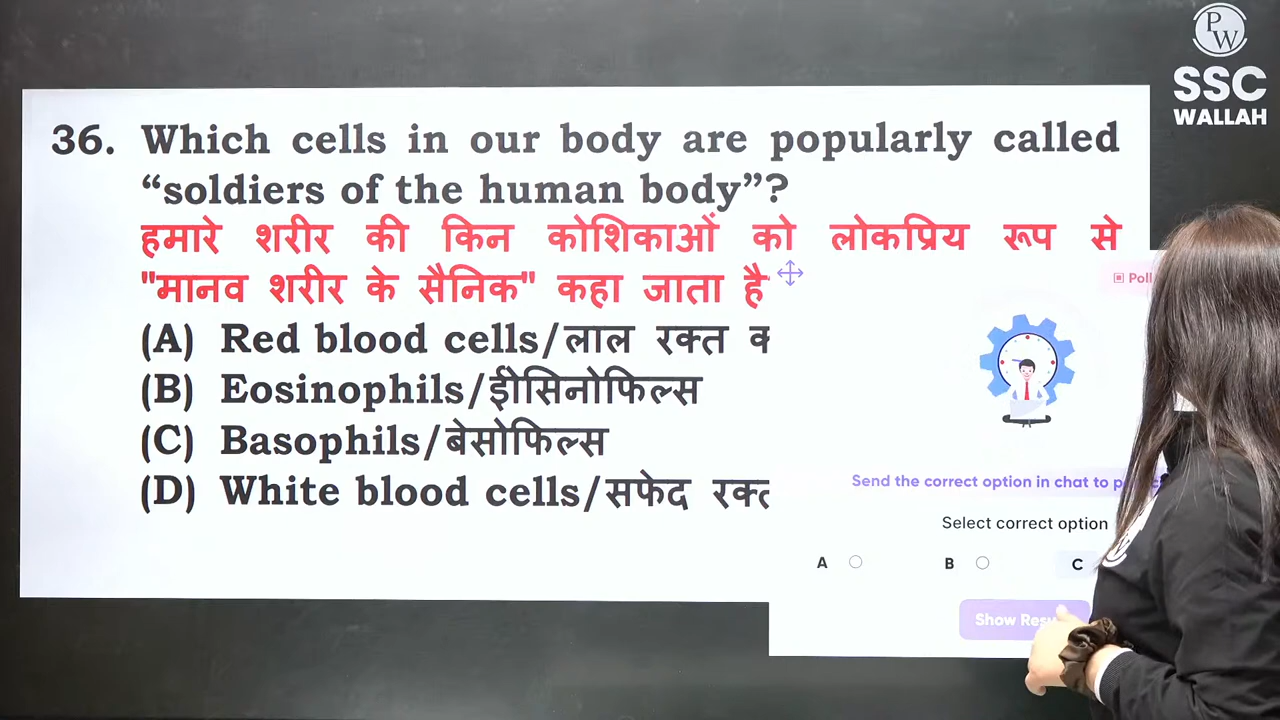 PW
SSC
WALLAH
36. Which cells in our body are popularly called
“soldiers of the human body”?
हमारे शरीर की किन कोशिकाओं को लोकप्रिय रूप से
"मानव शरीर के सैनिक" कहा जाता है
(A) Red blood cells/लाल रक्त
(B) Eosinophils/ईोसिनोफिल्स
(C) Basophils/बेसोफिल्स
(D) White blood cells/सफेद रक्त
Poll
Send the correct option in chat to
Select correct option
A B C
Show